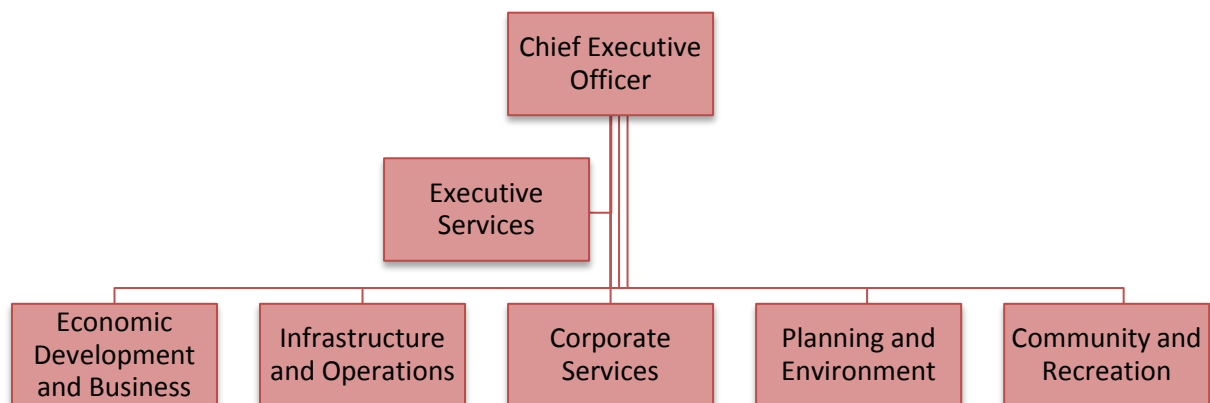 Chief Executive
Officer
Executive
Services
Economic
Development
and Business
Infrastructure
and Operations
Corporate
Services
Planning and
Environment
Community and
Recreation